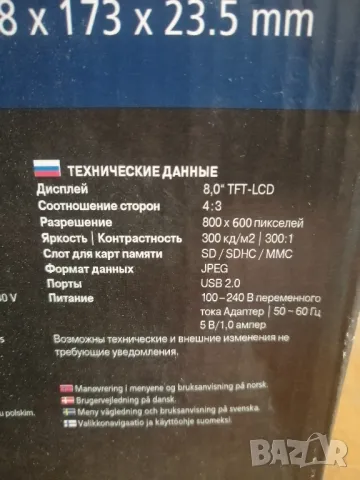 8 x 173 x 23.5 mm
ТЕХНИЧЕСКИЕ ДАННЫЕ
Дисплей 8,0" TFT-LCD
Соотношение сторон 4:3
Разрешение 800 x 600 пикселей
Яркость | Контрастность 300 кд/м2 | 300:1
Слот для карт памяти SD / SDHC / MMC
Формат данных JPEG
Порты USB 2.0
Питание 100-240 В переменного
тока Адаптер | 50-60 Гц
5 В/1,0 ампер
Возможны технические и внешние изменения не
требующие уведомления.
Manøvrering i menyene og bruksanvisning på norsk.
Brugervejledning på dansk.
Meny vägledning och bruksanvisning på svenska.
Valikkonavigaatio ja käyttöohje suomeksi.
0 V
s
u polskim.
BAZAR
bg